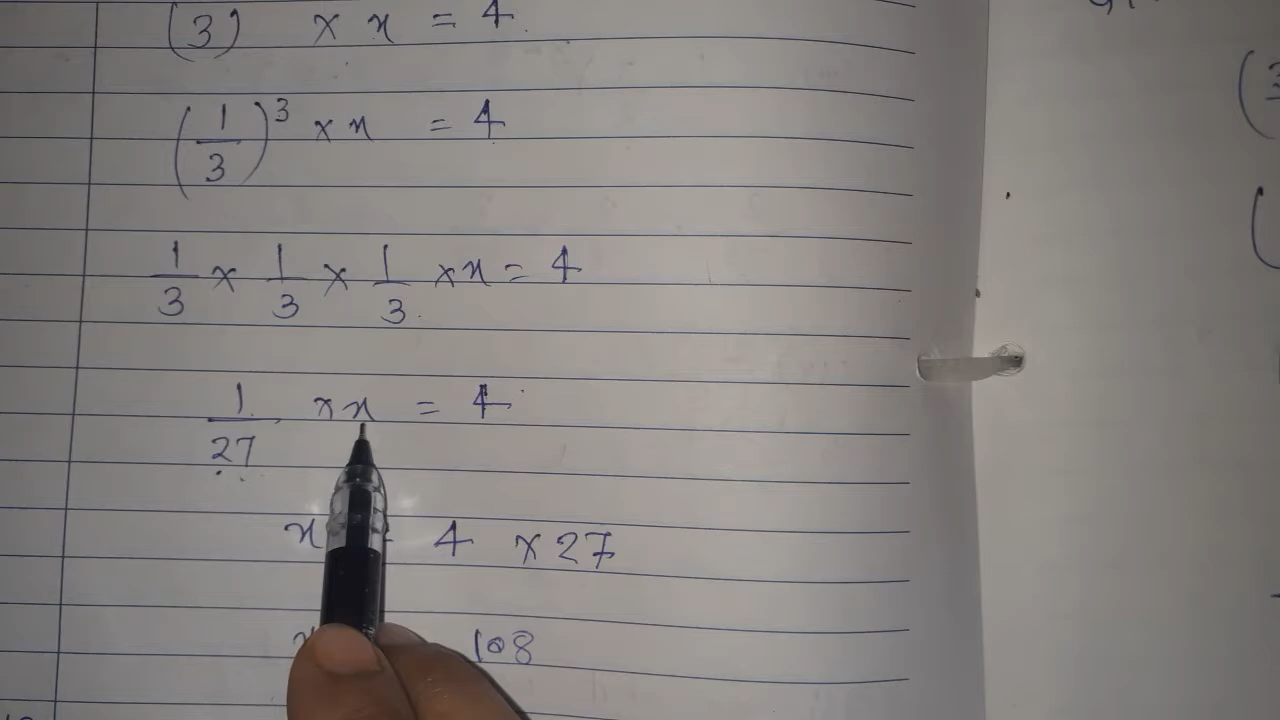 (3) × x = 4
(1/3)³ × x = 4
1/3 × 1/3 × 1/3 × x = 4
1/27 × x = 4
x = 4 × 27
x 108